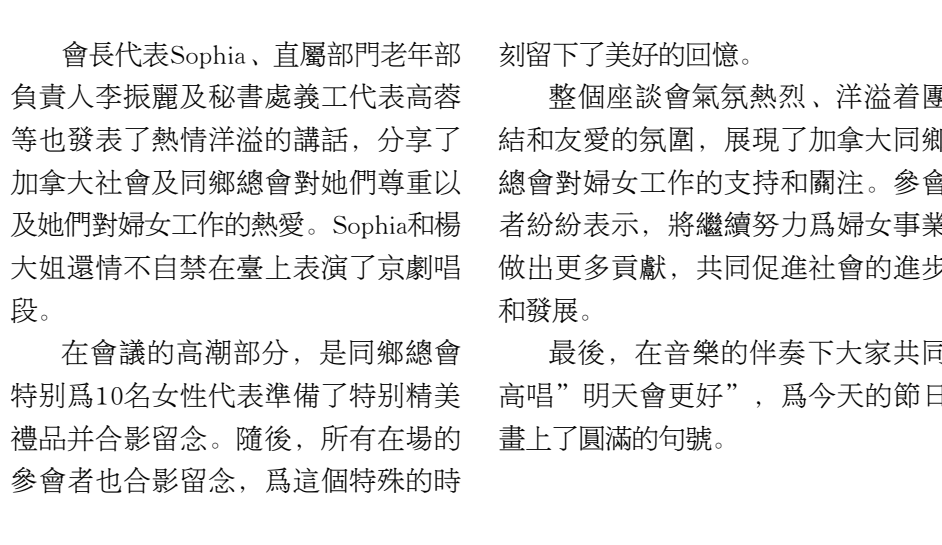 會長代表Sophia、直屬部門老年部
負責人李振麗及秘書處義工代表高蓉
等也發表了熱情洋溢的講話，分享了
加拿大社會及同鄉總會對她們尊重以
及她們對婦女工作的熱愛。Sophia和楊
大姐還情不自禁在臺上表演了京劇唱
段。
在會議的高潮部分，是同鄉總會
特别爲10名女性代表準備了特别精美
禮品并合影留念。隨後，所有在場的
參會者也合影留念，爲這個特殊的時
刻留下了美好的回憶。
整個座談會氣氛熱烈、洋溢着團
結和友愛的氛圍，展現了加拿大同鄉
總會對婦女工作的支持和關注。參會
者紛紛表示，將繼續努力爲婦女事業
做出更多貢獻，共同促進社會的進步
和發展。
最後，在音樂的伴奏下大家共同
高唱”明天會更好”，爲今天的節日
畫上了圓滿的句號。